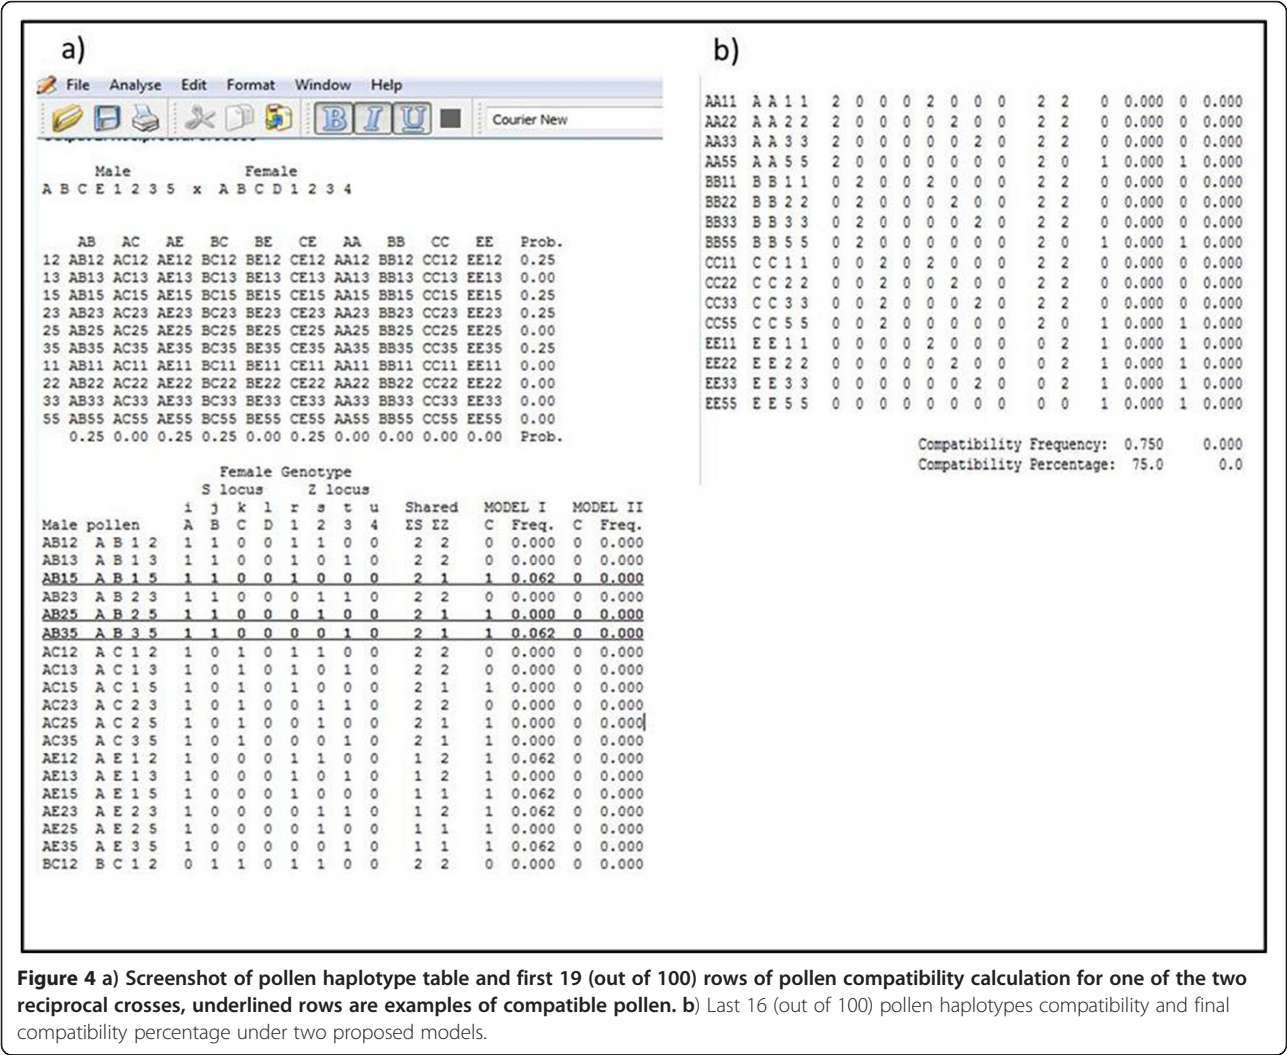 a)
File Analyse Edit Format Window Help
B I U Courier New
Male Female
A B C E 1 2 3 5 x A B C D 1 2 3 4
AB AC AE BC BE CE AA BB CC EE Prob.
12 AB12 AC12 AE12 BC12 BE12 CE12 AA12 BB12 CC12 EE12 0.25
13 AB13 AC13 AE13 BC13 BE13 CE13 AA13 BB13 CC13 EE13 0.00
15 AB15 AC15 AE15 BC15 BE15 CE15 AA15 BB15 CC15 EE15 0.25
23 AB23 AC23 AE23 BC23 BE23 CE23 AA23 BB23 CC23 EE23 0.25
25 AB25 AC25 AE25 BC25 BE25 CE25 AA25 BB25 CC25 EE25 0.00
35 AB35 AC35 AE35 BC35 BE35 CE35 AA35 BB35 CC35 EE35 0.25
11 AB11 AC11 AE11 BC11 BE11 CE11 AA11 BB11 CC11 EE11 0.00
22 AB22 AC22 AE22 BC22 BE22 CE22 AA22 BB22 CC22 EE22 0.00
33 AB33 AC33 AE33 BC33 BE33 CE33 AA33 BB33 CC33 EE33 0.00
55 AB55 AC55 AE55 BC55 BE55 CE55 AA55 BB55 CC55 EE55 0.00
0.25 0.00 0.25 0.25 0.00 0.25 0.00 0.00 0.00 0.00 Prob.
Female Genotype
S locus Z locus
i j k l r s t u Shared MODEL I MODEL II
Male pollen A B C D 1 2 3 4 ΣS ΣZ C Freq. C Freq.
AB12 A B 1 2 1 1 0 0 1 1 0 0 2 2 0 0.000 0 0.000
AB13 A B 1 3 1 1 0 0 1 0 1 0 2 2 0 0.000 0 0.000
AB15 A B 1 5 1 1 0 0 1 0 0 0 2 1 1 0.062 0 0.000
AB23 A B 2 3 1 1 0 0 0 1 1 0 2 2 0 0.000 0 0.000
AB25 A B 2 5 1 1 0 0 0 1 0 0 2 1 1 0.000 0 0.000
AB35 A B 3 5 1 1 0 0 0 0 1 0 2 1 1 0.062 0 0.000
AC12 A C 1 2 1 0 1 0 1 1 0 0 2 2 0 0.000 0 0.000
AC13 A C 1 3 1 0 1 0 1 0 1 0 2 2 0 0.000 0 0.000
AC15 A C 1 5 1 0 1 0 1 0 0 0 2 1 1 0.000 0 0.000
AC23 A C 2 3 1 0 1 0 0 1 1 0 2 2 0 0.000 0 0.000
AC25 A C 2 5 1 0 1 0 0 1 0 0 2 1 1 0.000 0 0.000
AC35 A C 3 5 1 0 1 0 0 0 1 0 2 1 1 0.000 0 0.000
AE12 A E 1 2 1 0 0 0 1 1 0 0 1 2 1 0.062 0 0.000
AE13 A E 1 3 1 0 0 0 1 0 1 0 1 2 1 0.000 0 0.000
AE15 A E 1 5 1 0 0 0 1 0 0 0 1 1 1 0.062 0 0.000
AE23 A E 2 3 1 0 0 0 0 1 1 0 1 2 1 0.062 0 0.000
AE25 A E 2 5 1 0 0 0 0 1 0 0 1 1 1 0.000 0 0.000
AE35 A E 3 5 1 0 0 0 0 0 1 0 1 1 1 0.062 0 0.000
BC12 B C 1 2 0 1 1 0 1 1 0 0 2 2 0 0.000 0 0.000
b)
AA11 A A 1 1 2 0 0 0 2 0 0 0 2 2 0 0.000 0 0.000
AA22 A A 2 2 2 0 0 0 0 2 0 0 2 2 0 0.000 0 0.000
AA33 A A 3 3 2 0 0 0 0 0 2 0 2 2 0 0.000 0 0.000
AA55 A A 5 5 2 0 0 0 0 0 0 0 2 0 1 0.000 1 0.000
BB11 B B 1 1 0 2 0 0 2 0 0 0 2 2 0 0.000 0 0.000
BB22 B B 2 2 0 2 0 0 0 2 0 0 2 2 0 0.000 0 0.000
BB33 B B 3 3 0 2 0 0 0 0 2 0 2 2 0 0.000 0 0.000
BB55 B B 5 5 0 2 0 0 0 0 0 0 2 0 1 0.000 1 0.000
CC11 C C 1 1 0 0 2 0 2 0 0 0 2 2 0 0.000 0 0.000
CC22 C C 2 2 0 0 2 0 0 2 0 0 2 2 0 0.000 0 0.000
CC33 C C 3 3 0 0 2 0 0 0 2 0 2 2 0 0.000 0 0.000
CC55 C C 5 5 0 0 2 0 0 0 0 0 2 0 1 0.000 1 0.000
EE11 E E 1 1 0 0 0 0 2 0 0 0 0 2 1 0.000 1 0.000
EE22 E E 2 2 0 0 0 0 0 2 0 0 0 2 1 0.000 1 0.000
EE33 E E 3 3 0 0 0 0 0 0 2 0 0 2 1 0.000 1 0.000
EE55 E E 5 5 0 0 0 0 0 0 0 0 0 0 1 0.000 1 0.000
Compatibility Frequency: 0.750 0.000
Compatibility Percentage: 75.0 0.0
Figure 4 a) Screenshot of pollen haplotype table and first 19 (out of 100) rows of pollen compatibility calculation for one of the two
reciprocal crosses, underlined rows are examples of compatible pollen. b) Last 16 (out of 100) pollen haplotypes compatibility and final
compatibility percentage under two proposed models.